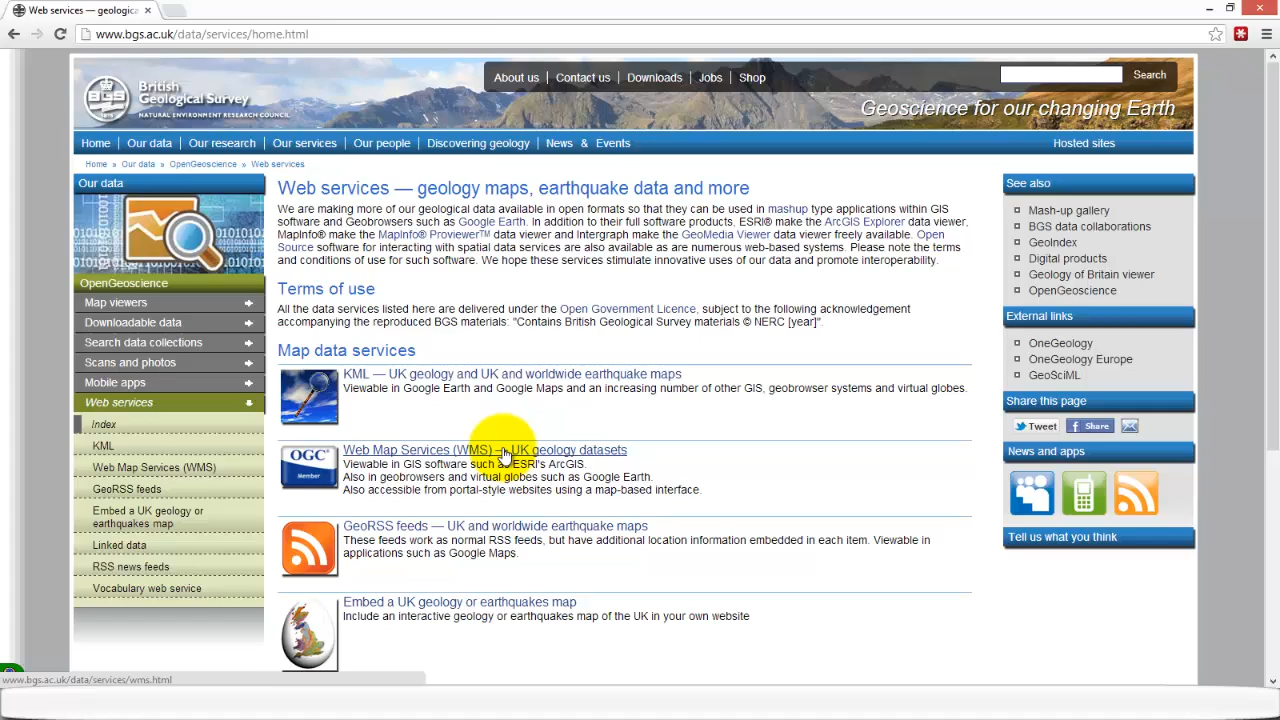 Web services — geologica
www.bgs.ac.uk/data/services/home.html
About us | Contact us | Downloads | Jobs | Shop
Search
BGS
1835
British
Geological Survey
NATURAL ENVIRONMENT RESEARCH COUNCIL
Geoscience for our changing Earth
Home | Our data | Our research | Our services | Our people | Discovering geology | News & Events
Hosted sites
Home » Our data » OpenGeoscience » Web services
Our data
OpenGeoscience
Map viewers
Downloadable data
Search data collections
Scans and photos
Mobile apps
Web services
Index
KML
Web Map Services (WMS)
GeoRSS feeds
Embed a UK geology or
earthquakes map
Linked data
RSS news feeds
Vocabulary web service
Web services — geology maps, earthquake data and more
We are making more of our geological data available in open formats so that they can be used in mashup type applications within GIS
software and geobrowsers such as Google Earth. In addition to their full software products, ESRI® make the ArcGIS Explorer data viewer.
MapInfo® make the MapInfo® Proviewer™ data viewer and Intergraph make the GeoMedia Viewer data viewer freely available. Open
Source software for interacting with spatial data services are also available as are numerous web-based systems. Please note the terms
and conditions of use for such software. We hope these services stimulate innovative uses of our data and promote interoperability.
Terms of use
All the data services listed here are delivered under the Open Government Licence, subject to the following acknowledgement
accompanying the reproduced BGS materials: "Contains British Geological Survey materials © NERC [year]".
Map data services
KML — UK geology and UK and worldwide earthquake maps
Viewable in Google Earth and Google Maps and an increasing number of other GIS, geobrowser systems and virtual globes.
OGC
Member
Web Map Services (WMS) — UK geology datasets
Viewable in GIS software such as ESRI's ArcGIS.
Also in geobrowsers and virtual globes such as Google Earth.
Also accessible from portal-style websites using a map-based interface.
GeoRSS feeds — UK and worldwide earthquake maps
These feeds work as normal RSS feeds, but have additional location information embedded in each item. Viewable in
applications such as Google Maps.
Embed a UK geology or earthquakes map
Include an interactive geology or earthquakes map of the UK in your own website
See also
Mash-up gallery
BGS data collaborations
GeoIndex
Digital products
Geology of Britain viewer
OpenGeoscience
External links
OneGeology
OneGeology Europe
GeoSciML
Share this page
Tweet
Share
News and apps
Tell us what you think
www.bgs.ac.uk/data/services/wms.html